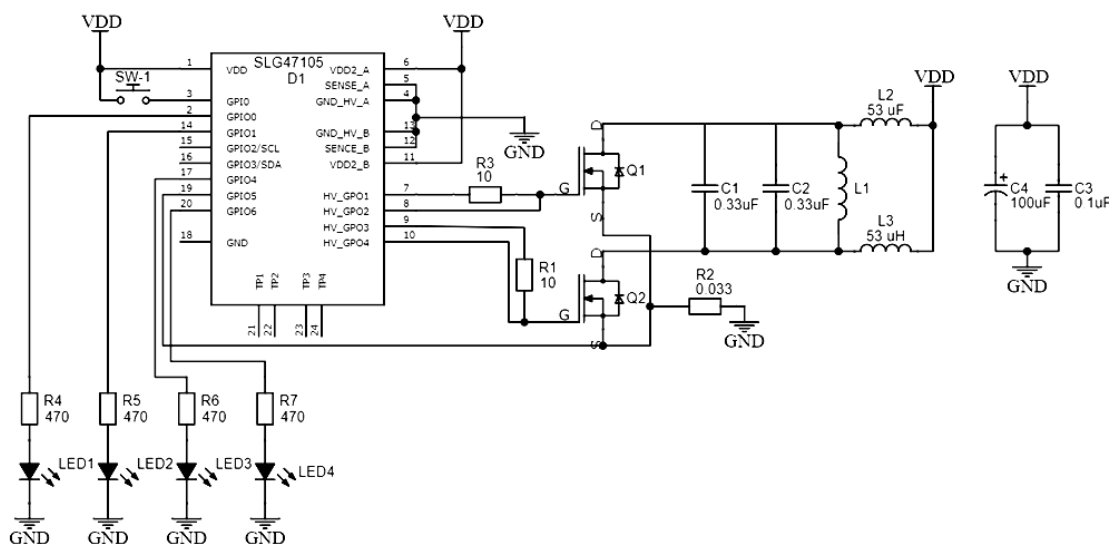 VDD
SLG47105
D1
VDD
SW-1
1
VDD
3
GPI0
2
GPIO0
14
GPIO1
15
GPIO2/SCL
16
GPIO3/SDA
17
GPIO4
19
GPIO5
20
GPIO6
18
GND
VDD2_A
6
SENSE_A
5
GND_HV_A
4
GND_HV_B
13
SENCE_B
12
VDD2_B
11
HV_GPO1
7
HV_GPO2
8
HV_GPO3
9
HV_GPO4
10
TP1
TP2
TP3
TP4
21
22
23
24
GND
R3
10
G
D
Q1
S
R1
10
G
D
Q2
S
C1
0.33uF
C2
0.33uF
L1
L2
53 uF
L3
53 uH
VDD
R2
0.033
GND
VDD
C4
+
100uF
C3
0.1uF
GND
R4
470
R5
470
R6
470
R7
470
LED1
LED2
LED3
LED4
GND
GND
GND
GND